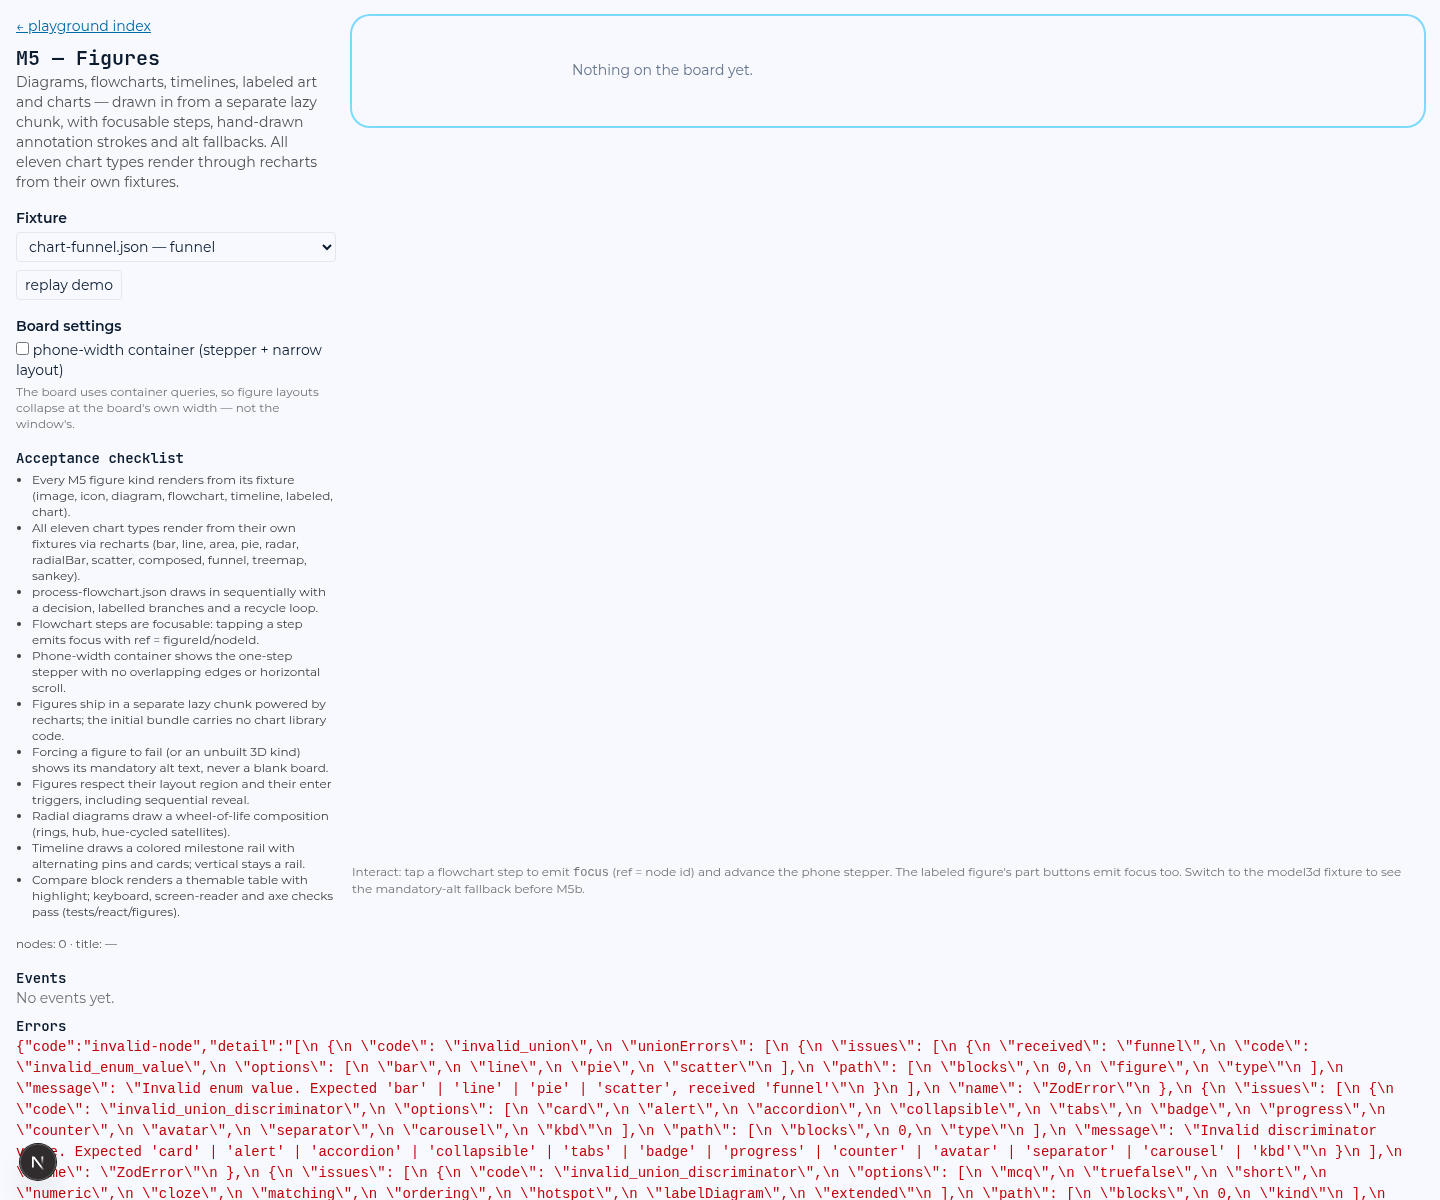 ← playground index
M5 — Figures
Diagrams, flowcharts, timelines, labeled art
and charts — drawn in from a separate lazy
chunk, with focusable steps, hand-drawn
annotation strokes and alt fallbacks. All
eleven chart types render through recharts
from their own fixtures.
Fixture
chart-funnel.json — funnel
replay demo
Board settings
phone-width container (stepper + narrow
layout)
The board uses container queries, so figure layouts
collapse at the board's own width — not the
window's.
Acceptance checklist
• Every M5 figure kind renders from its fixture
(image, icon, diagram, flowchart, timeline, labeled,
chart).
• All eleven chart types render from their own
fixtures via recharts (bar, line, area, pie, radar,
radialBar, scatter, composed, funnel, treemap,
sankey).
• process-flowchart.json draws in sequentially with
a decision, labelled branches and a recycle loop.
• Flowchart steps are focusable: tapping a step
emits focus with ref = figureId/nodeId.
• Phone-width container shows the one-step
stepper with no overlapping edges or horizontal
scroll.
• Figures ship in a separate lazy chunk powered by
recharts; the initial bundle carries no chart library
code.
• Forcing a figure to fail (or an unbuilt 3D kind)
shows its mandatory alt text, never a blank board.
• Figures respect their layout region and their enter
triggers, including sequential reveal.
• Radial diagrams draw a wheel-of-life composition
(rings, hub, hue-cycled satellites).
• Timeline draws a colored milestone rail with
alternating pins and cards; vertical stays a rail.
• Compare block renders a themable table with
highlight; keyboard, screen-reader and axe checks
pass (tests/react/figures).
nodes: 0 · title: —
Nothing on the board yet.
Interact: tap a flowchart step to emit focus (ref = node id) and advance the phone stepper. The labeled figure's part buttons emit focus too. Switch to the model3d fixture to see
the mandatory-alt fallback before M5b.
Events
No events yet.
Errors
{"code":"invalid-node","detail":"[\n {\n \"code\": \"invalid_union\",\n \"unionErrors\": [\n {\n \"issues\": [\n {\n \"received\": \"funnel\",\n \"code\":
\"invalid_enum_value\",\n \"options\": [\n \"bar\",\n \"line\",\n \"pie\",\n \"scatter\"\n ],\n \"path\": [\n \"blocks\",\n 0,\n \"figure\",\n \"type\"\n ],\n
\"message\": \"Invalid enum value. Expected 'bar' | 'line' | 'pie' | 'scatter', received 'funnel'\"\n }\n ],\n \"name\": \"ZodError\"\n },\n {\n \"issues\": [\n {\n
\"code\": \"invalid_union_discriminator\",\n \"options\": [\n \"card\",\n \"alert\",\n \"accordion\",\n \"collapsible\",\n \"tabs\",\n \"badge\",\n \"progress\",\n
\"counter\",\n \"avatar\",\n \"separator\",\n \"carousel\",\n \"kbd\"\n ],\n \"path\": [\n \"blocks\",\n 0,\n \"type\"\n ],\n \"message\": \"Invalid discriminator
Expected 'card' | 'alert' | 'accordion' | 'collapsible' | 'tabs' | 'badge' | 'progress' | 'counter' | 'avatar' | 'separator' | 'carousel' | 'kbd'\"\n }\n ],\n
\"ZodError\"\n },\n {\n \"issues\": [\n {\n \"code\": \"invalid_union_discriminator\",\n \"options\": [\n \"mcq\",\n \"truefalse\",\n \"short\",\n
\"numeric\",\n \"cloze\",\n \"matching\",\n \"ordering\",\n \"hotspot\",\n \"labelDiagram\",\n \"extended\"\n ],\n \"path\": [\n \"blocks\",\n 0,\n \"kind\"\n ],\n
N